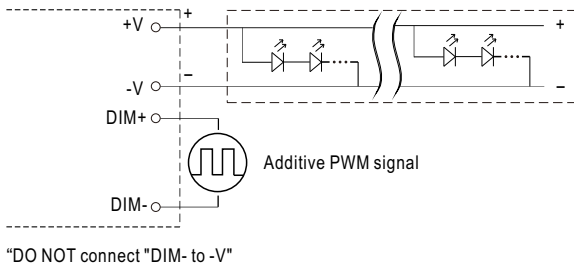 +V
+
+
-V
–
–
DIM+
Additive PWM signal
DIM-
“DO NOT connect "DIM- to -V"